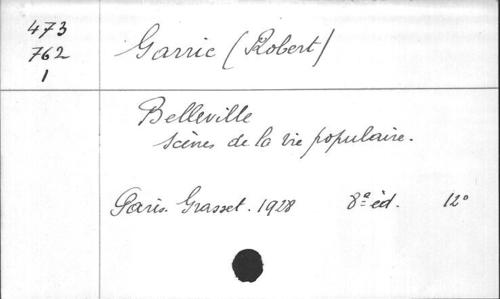 473
762
1
Garric (Robert)
Belleville
scènes de la vie populaire.
Paris. Grasset. 1928 8e éd. 12°